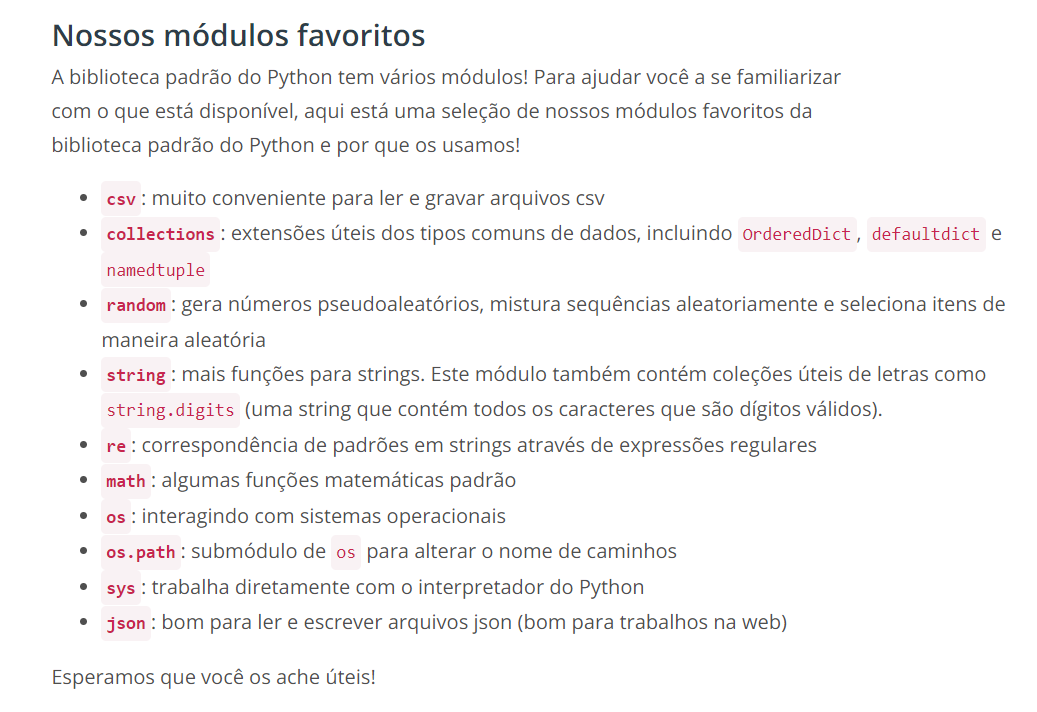 Nossos módulos favoritos
A biblioteca padrão do Python tem vários módulos! Para ajudar você a se familiarizar
com o que está disponível, aqui está uma seleção de nossos módulos favoritos da
biblioteca padrão do Python e por que os usamos!
• csv: muito conveniente para ler e gravar arquivos csv
• collections: extensões úteis dos tipos comuns de dados, incluindo OrderedDict, defaultdict e
namedtuple
• random: gera números pseudoaleatórios, mistura sequências aleatoriamente e seleciona itens de
maneira aleatória
• string: mais funções para strings. Este módulo também contém coleções úteis de letras como
string.digits (uma string que contém todos os caracteres que são dígitos válidos).
• re: correspondência de padrões em strings através de expressões regulares
• math: algumas funções matemáticas padrão
• os: interagindo com sistemas operacionais
• os.path: submódulo de os para alterar o nome de caminhos
• sys: trabalha diretamente com o interpretador do Python
• json: bom para ler e escrever arquivos json (bom para trabalhos na web)
Esperamos que você os ache úteis!